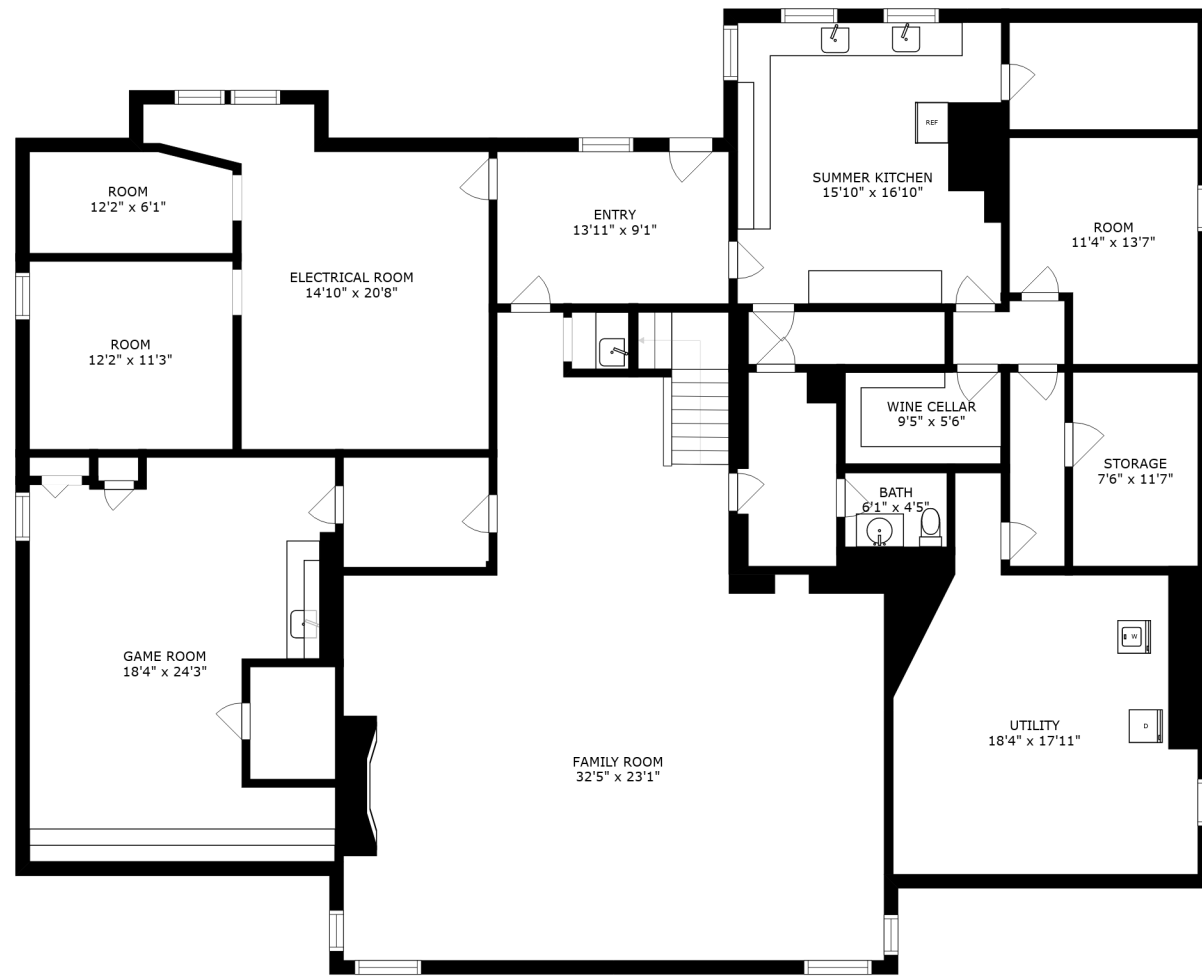 REF
SUMMER KITCHEN
15'10" x 16'10"
ROOM
12'2" x 6'1"
ENTRY
13'11" x 9'1"
ROOM
11'4" x 13'7"
ELECTRICAL ROOM
14'10" x 20'8"
ROOM
12'2" x 11'3"
WINE CELLAR
9'5" x 5'6"
STORAGE
7'6" x 11'7"
BATH
6'1" x 4'5"
GAME ROOM
18'4" x 24'3"
W
UTILITY
18'4" x 17'11"
D
FAMILY ROOM
32'5" x 23'1"